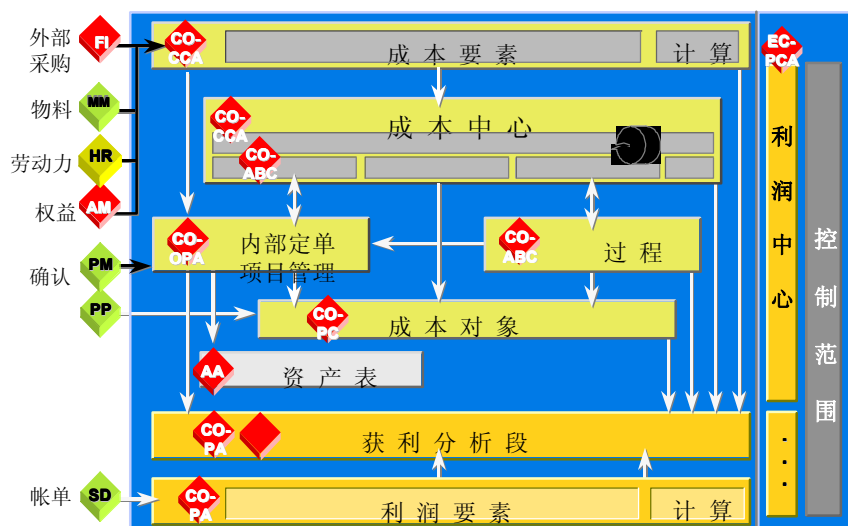 外部
采购
FI
CO-
CCA
成本要素
计算
EC-
PCA
物料
MM
CO-
CCA
成本中心
劳动力
HR
CO-
ABC
权益
AM
利润中心
控制范围
确认
PM
CO-
OPA
内部定单
项目管理
CO-
ABC
过程
PP
CO-
PC
成本对象
AA
资产表
CO-
PA
获利分析段
...
帐单
SD
CO-
PA
利润要素
计算